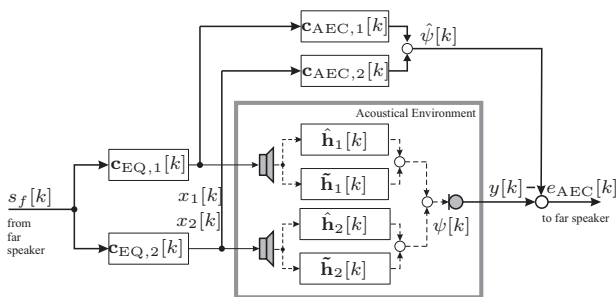 c_AEC,1[k]
ψ̂[k]
c_AEC,2[k]
Acoustical Environment
ĥ_1[k]
c_EQ,1[k]
s_f[k]
h̃_1[k]
x_1[k]
y[k]
−
e_AEC[k]
from
far
speaker
x_2[k]
ĥ_2[k]
ψ[k]
to far speaker
c_EQ,2[k]
h̃_2[k]